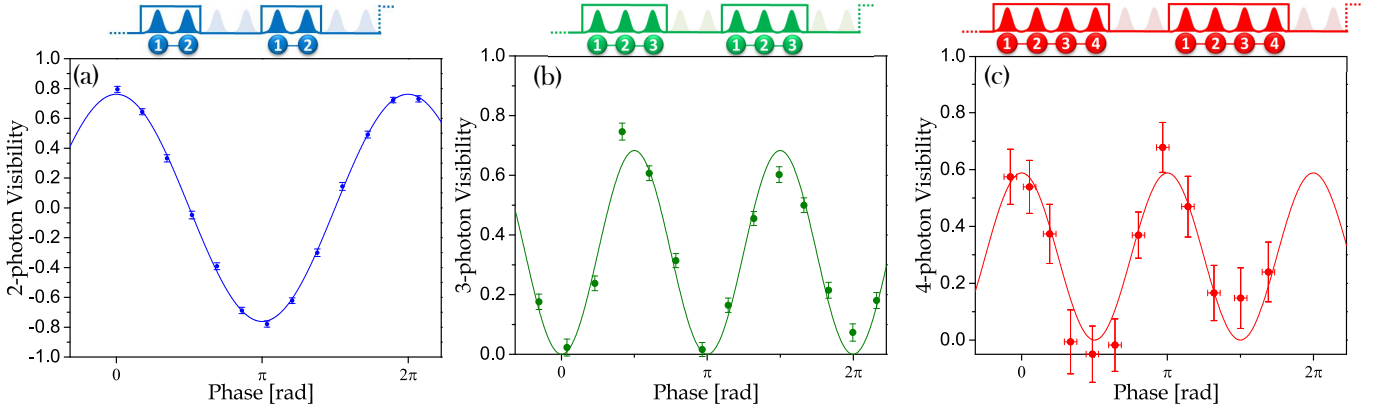 1 2 1 2
1 2 3 1 2 3
1 2 3 4 1 2 3 4
(a)
2-photon Visibility
1.0
0.8
0.6
0.4
0.2
0.0
-0.2
-0.4
-0.6
-0.8
-1.0
0 π 2π
Phase [rad]
(b)
3-photon Visibility
1.0
0.8
0.6
0.4
0.2
0.0
0 π 2π
Phase [rad]
(c)
4-photon Visibility
0.8
0.6
0.4
0.2
0.0
0 π 2π
Phase [rad]